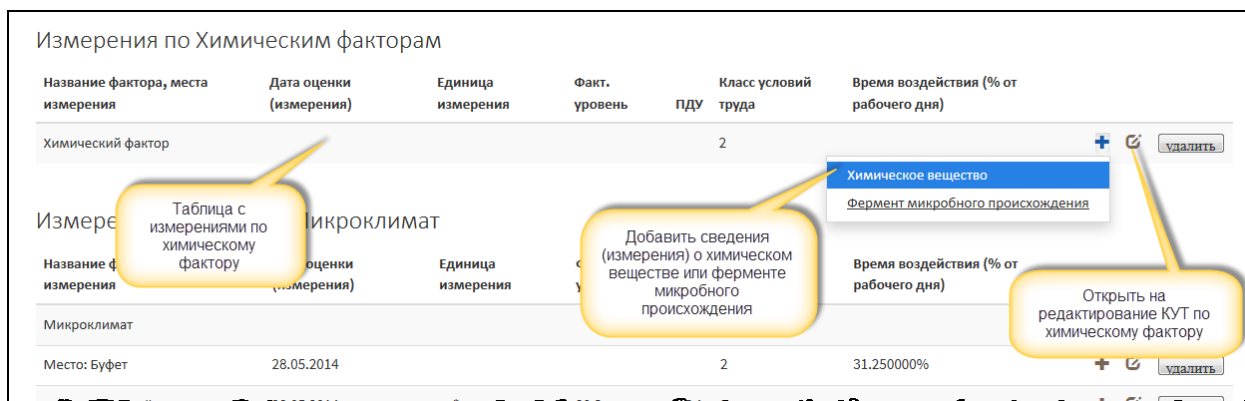 Измерения по Химическим факторам
Название фактора, места измерения
Дата оценки (измерения)
Единица измерения
Факт. уровень
ПДУ
Класс условий труда
Время воздействия (% от рабочего дня)
Химический фактор 2 удалить
Химическое вещество
Фермент микробного происхождения
Таблица с
измерениями по
химическому
фактору
Добавить сведения
(измерения) о химическом
веществе или ферменте
микробного
происхождения
Открыть на
редактирование КУТ по
химическому фактору
Микроклимат
Единица
измерения
Время воздействия (% от
рабочего дня)
Микроклимат
Место: Буфет 28.05.2014 2 31.250000% удалить